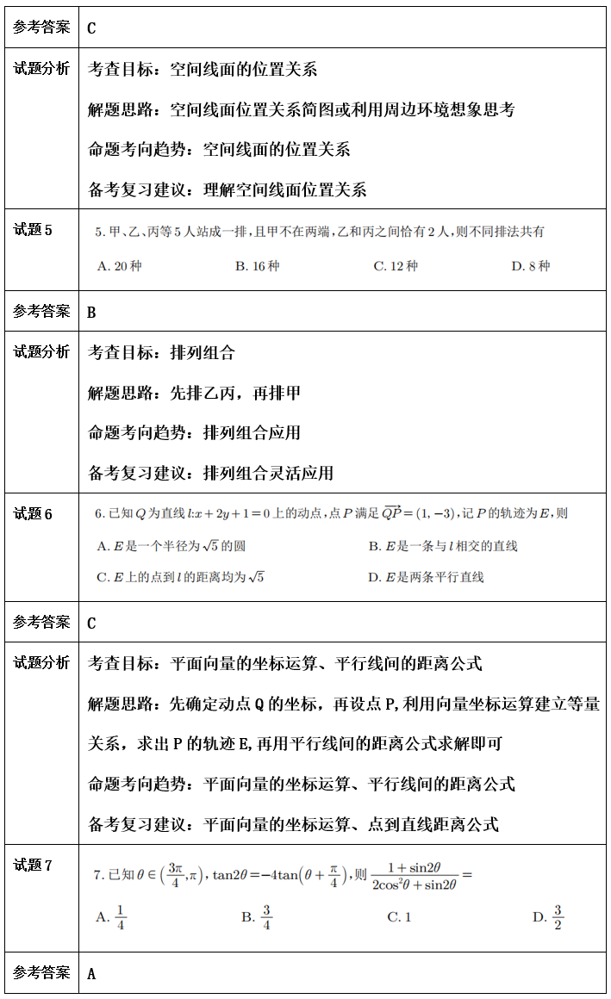 参考答案 C
试题分析 考查目标：空间线面的位置关系
解题思路：空间线面位置关系简图或利用周边环境想象思考
命题考向趋势：空间线面的位置关系
备考复习建议：理解空间线面位置关系
试题 5 5. 甲、乙、丙等 5 人站成一排，且甲不在两端，乙和丙之间恰有 2 人，则不同排法共有
A. 20 种 B. 16 种 C. 12 种 D. 8 种
参考答案 B
试题分析 考查目标：排列组合
解题思路：先排乙丙，再排甲
命题考向趋势：排列组合应用
备考复习建议：排列组合灵活应用
试题 6 6. 已知 Q 为直线 l:x+2y+1=0 上的动点，点 P 满足 $\overrightarrow{QP}$=(1, −3)，记 P 的轨迹为 E，则
A. E 是一个半径为 √5 的圆 B. E 是一条与 l 相交的直线
C. E 上的点到 l 的距离均为 √5 D. E 是两条平行直线
参考答案 C
试题分析 考查目标：平面向量的坐标运算、平行线间的距离公式
解题思路：先确定动点 Q 的坐标，再设点 P,利用向量坐标运算建立等量
关系，求出 P 的轨迹 E,再用平行线间的距离公式求解即可
命题考向趋势：平面向量的坐标运算、平行线间的距离公式
备考复习建议：平面向量的坐标运算、点到直线距离公式
试题 7 7. 已知 $\theta\in\left(\frac{3\pi}{4},\pi\right)$，$\tan2\theta=-4\tan\left(\theta+\frac{\pi}{4}\right)$，则 $\frac{1+\sin2\theta}{2\cos^2\theta+\sin2\theta}=$
A. $\frac{1}{4}$ B. $\frac{3}{4}$ C. 1 D. $\frac{3}{2}$
参考答案 A